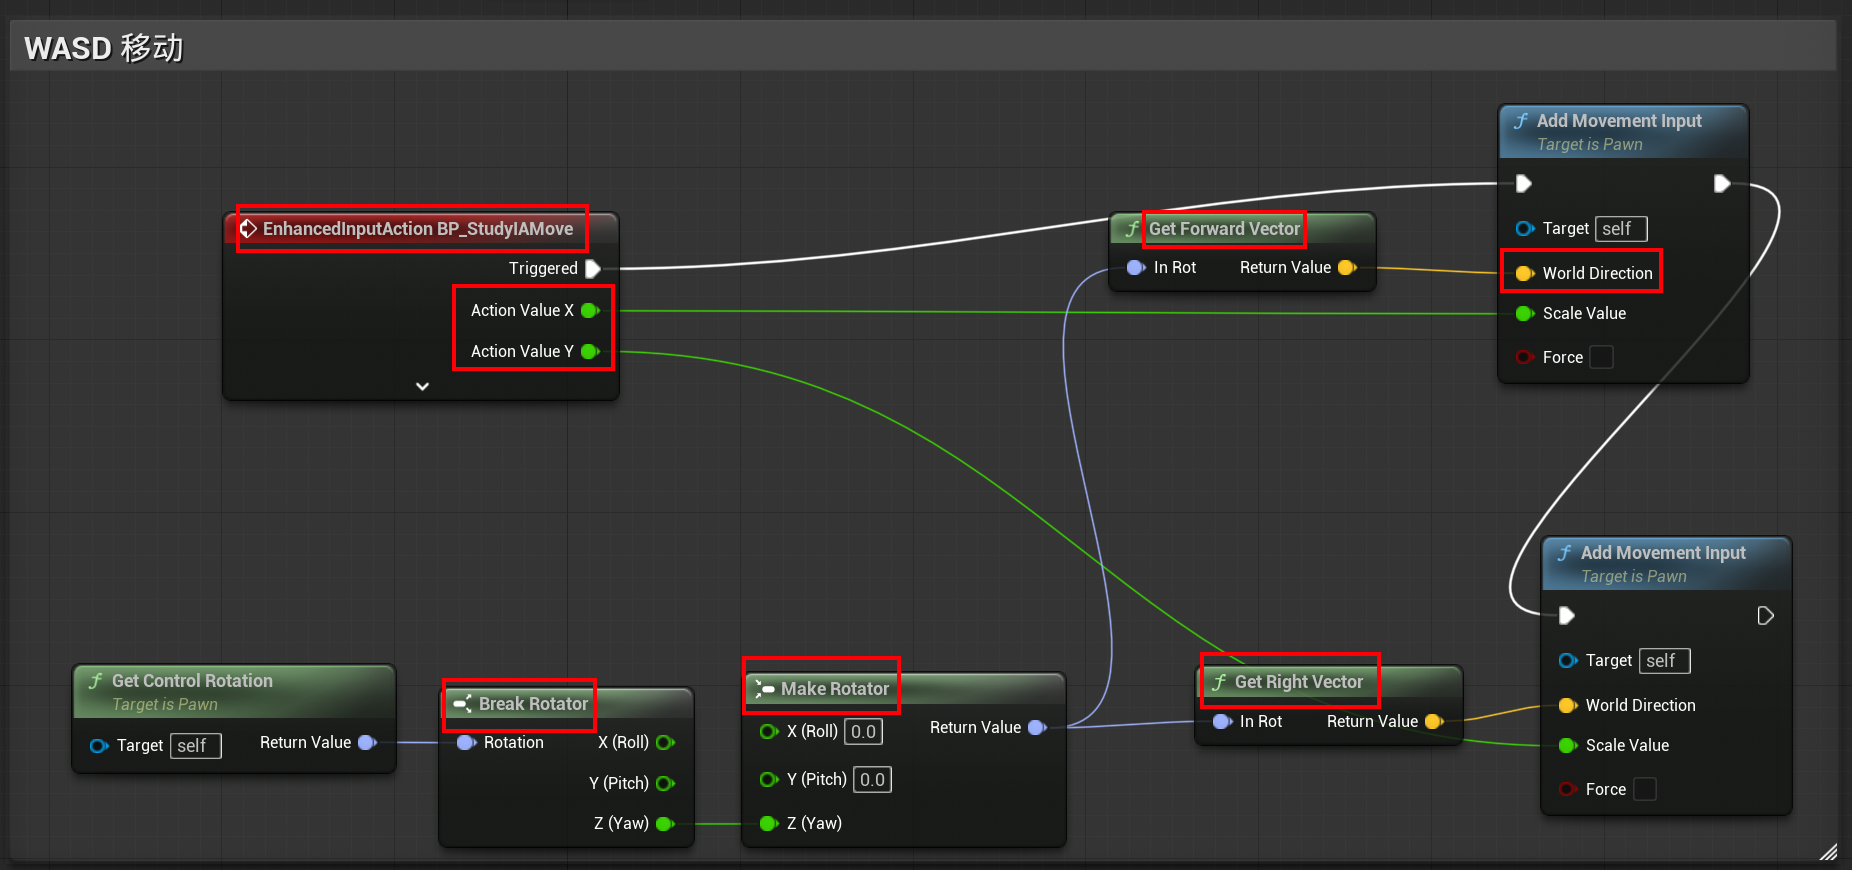 WASD 移动
EnhancedInputAction BP_StudyIAMove
Triggered
Action Value X
Action Value Y
Get Forward Vector
In Rot Return Value
Add Movement Input
Target is Pawn
Target self
World Direction
Scale Value
Force
Get Control Rotation
Target is Pawn
Target self Return Value
Break Rotator
Rotation X (Roll)
Y (Pitch)
Z (Yaw)
Make Rotator
X (Roll) 0.0 Return Value
Y (Pitch) 0.0
Z (Yaw)
Get Right Vector
In Rot Return Value
Add Movement Input
Target is Pawn
Target self
World Direction
Scale Value
Force